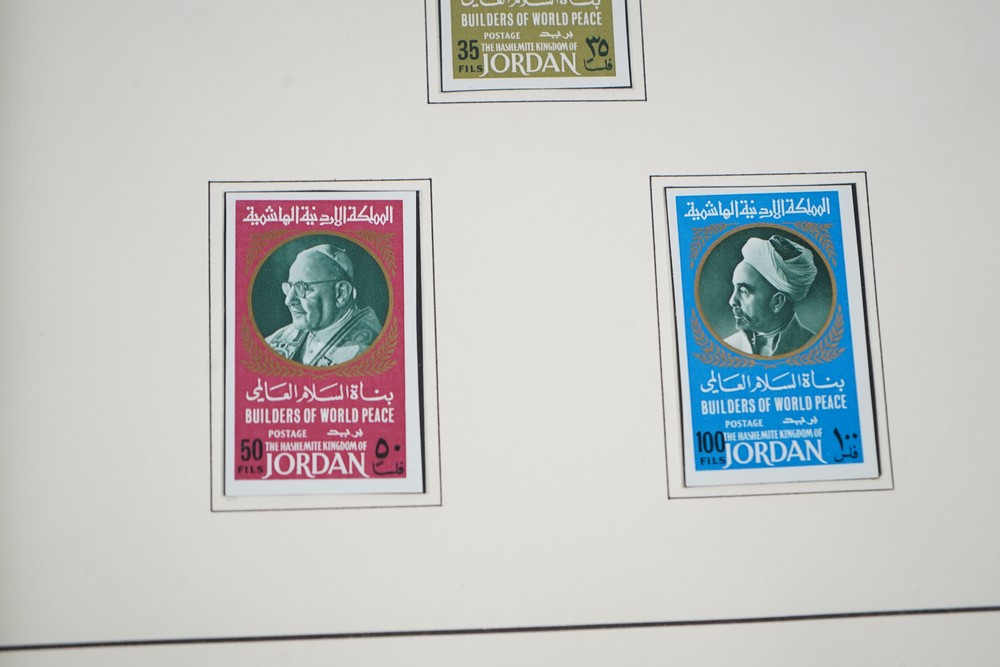 بناة السلام العالمي
BUILDERS OF WORLD PEACE
POSTAGE بريد
35 FILS THE HASHEMITE KINGDOM OF ٣٥
JORDAN فلسا
المملكة الاردنية الهاشمية
بناة السلام العالمي
BUILDERS OF WORLD PEACE
POSTAGE بريد
50 THE HASHEMITE KINGDOM OF ٥٠
FILS JORDAN فلسا
المملكة الاردنية الهاشمية
بناة السلام العالمي
BUILDERS OF WORLD PEACE
POSTAGE بريد
100 THE HASHEMITE KINGDOM OF ١٠٠
FILS JORDAN فلس